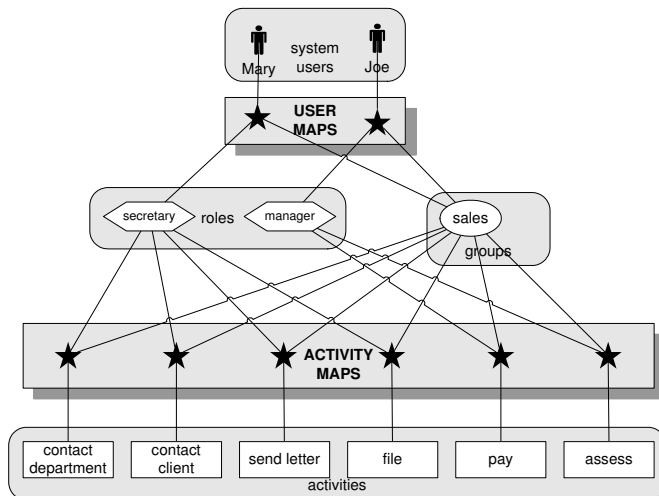 system
users
Mary
Joe
USER
MAPS
secretary
roles
manager
sales
groups
ACTIVITY
MAPS
contact
department
contact
client
send letter
file
pay
assess
activities